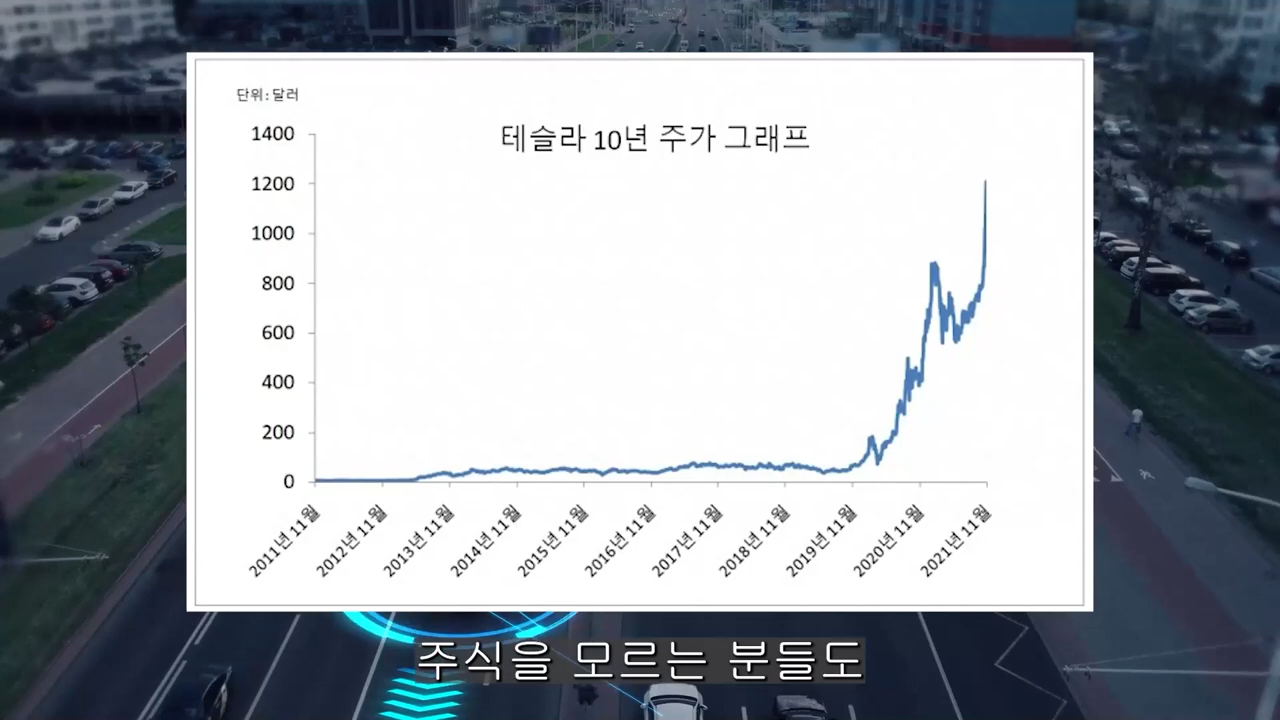 단위:달러
테슬라 10년 주가 그래프
1400
1200
1000
800
600
400
200
0
2011년 11월
2012년 11월
2013년 11월
2014년 11월
2015년 11월
2016년 11월
2017년 11월
2018년 11월
2019년 11월
2020년 11월
2021년 11월
주식을 모르는 분들도